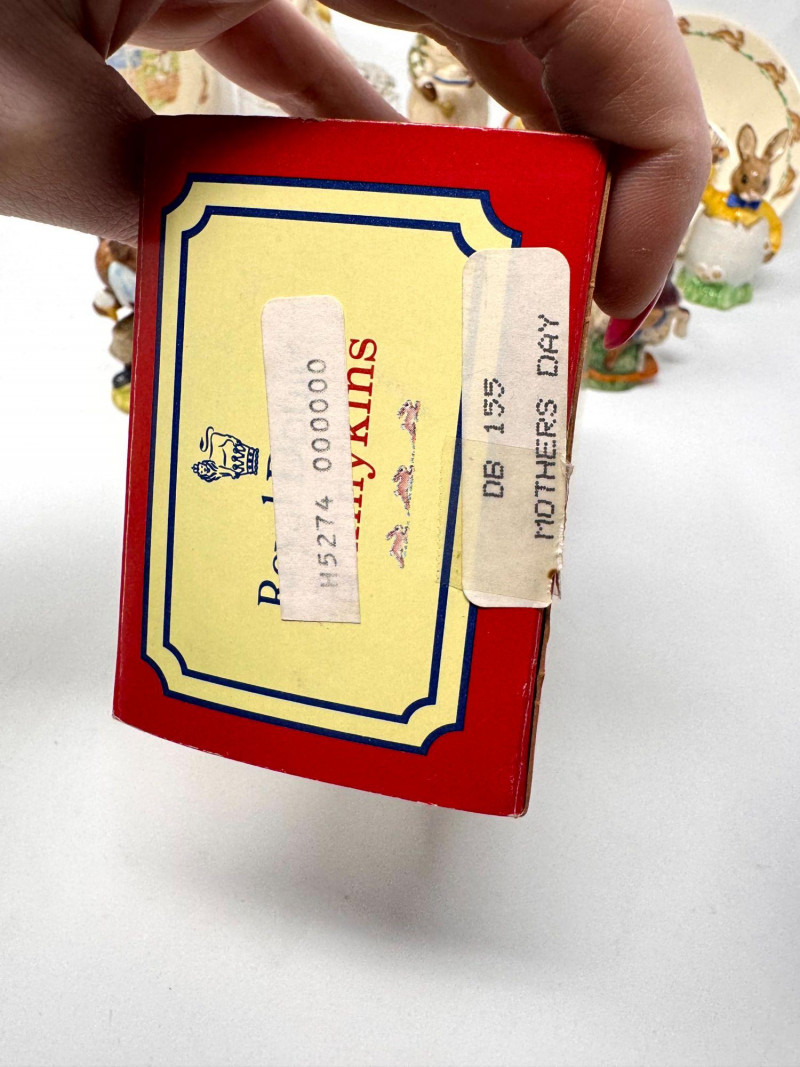 H5274 000000
DB 155
MOTHERS DAY